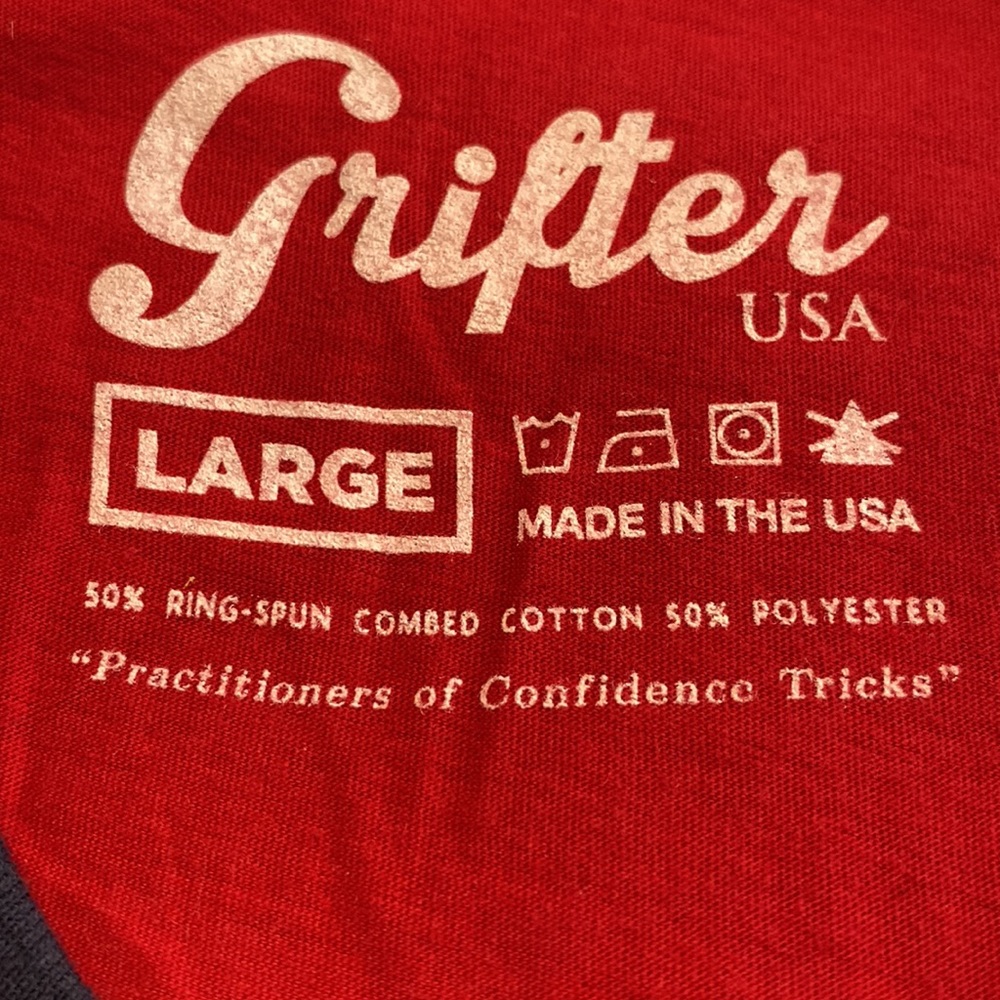 Grifter
USA
LARGE
MADE IN THE USA
50% RING-SPUN COMBED COTTON 50% POLYESTER
“Practitioners of Confidence Tricks”